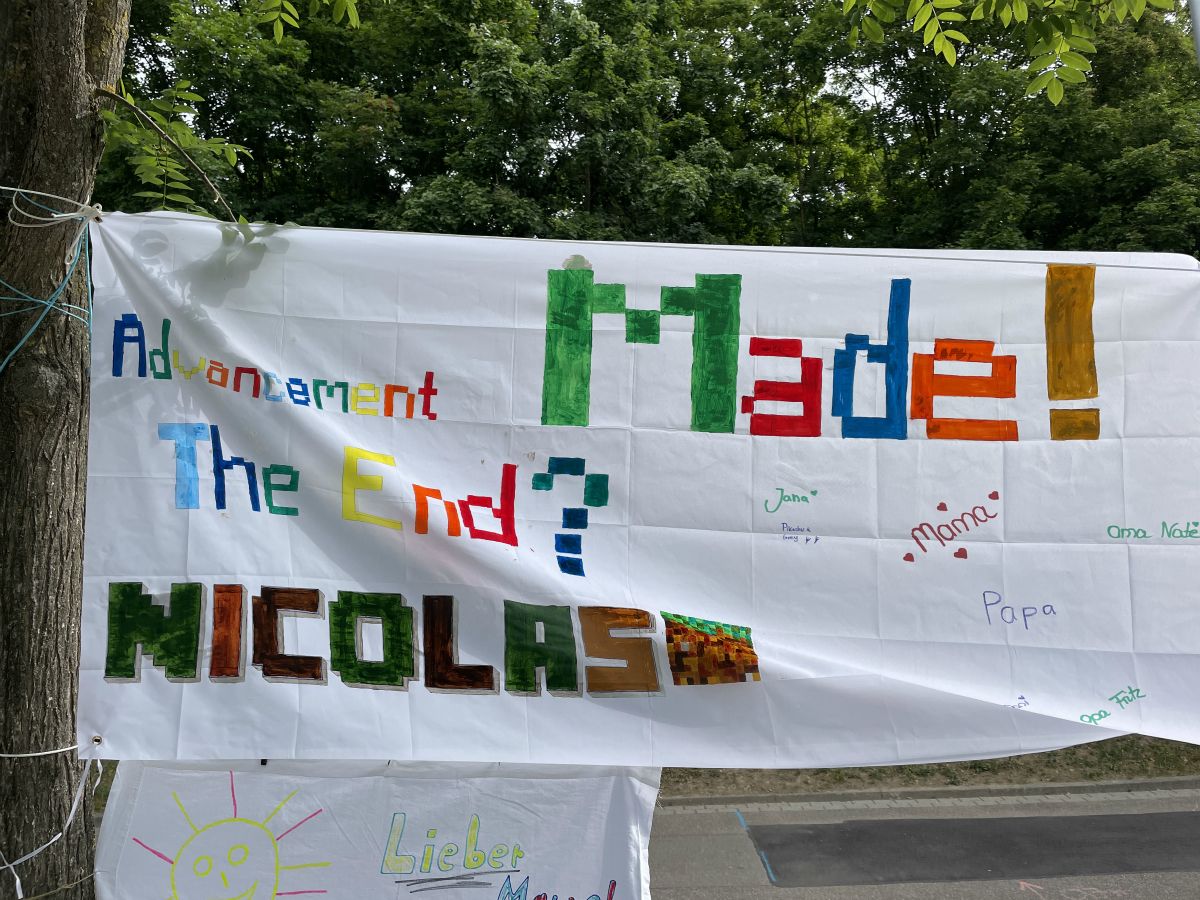 Advancement Made!
The End?
NICOLAS
Jana
Mama
Oma Nate
Papa
Opa Fritz
Lieber